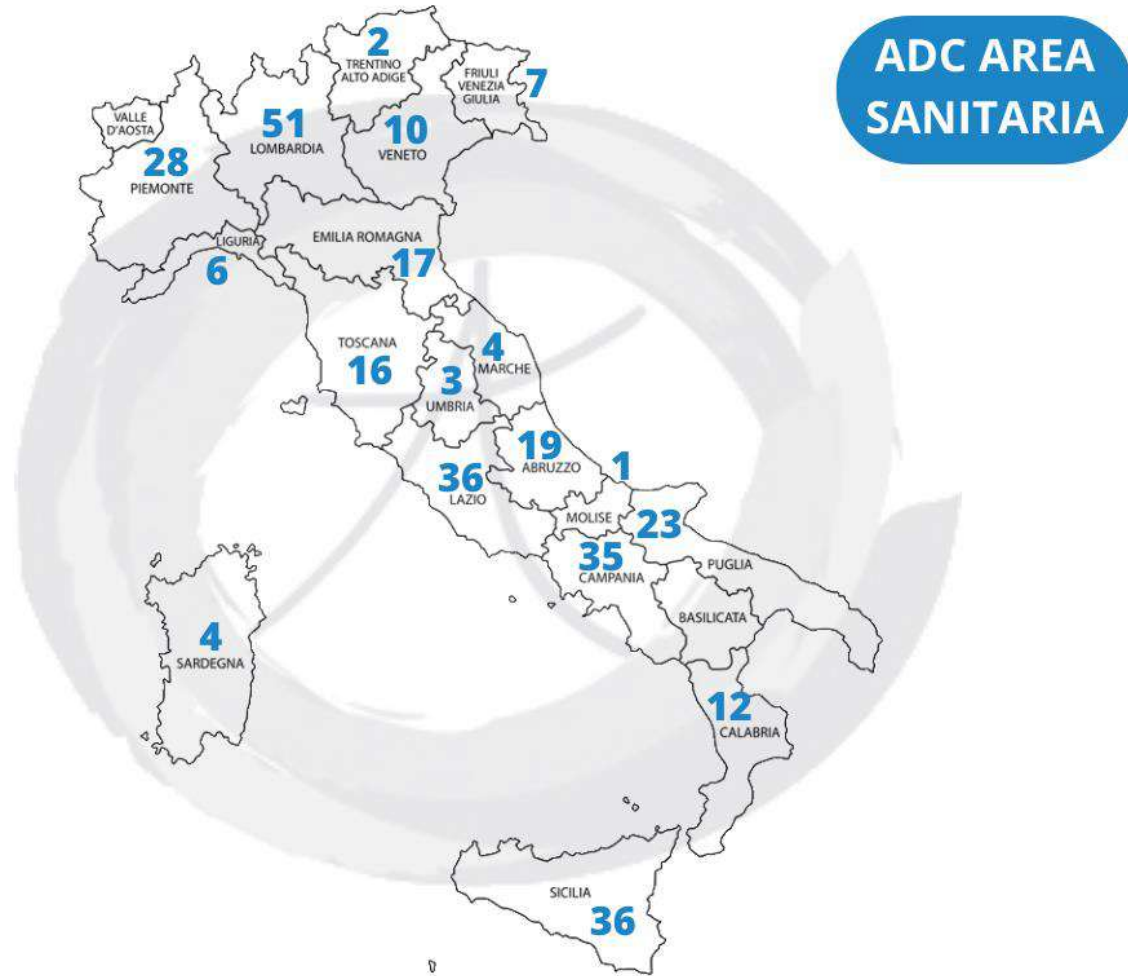 ADC AREA
SANITARIA
2
TRENTINO
ALTO ADIGE
FRIULI
VENEZIA
GIULIA
7
VALLE
D'AOSTA
51
LOMBARDIA
10
VENETO
28
PIEMONTE
LIGURIA
6
EMILIA ROMAGNA
17
TOSCANA
16
4
MARCHE
3
UMBRIA
19
ABRUZZO
1
36
LAZIO
MOLISE
23
35
CAMPANIA
PUGLIA
BASILICATA
4
SARDEGNA
12
CALABRIA
SICILIA
36